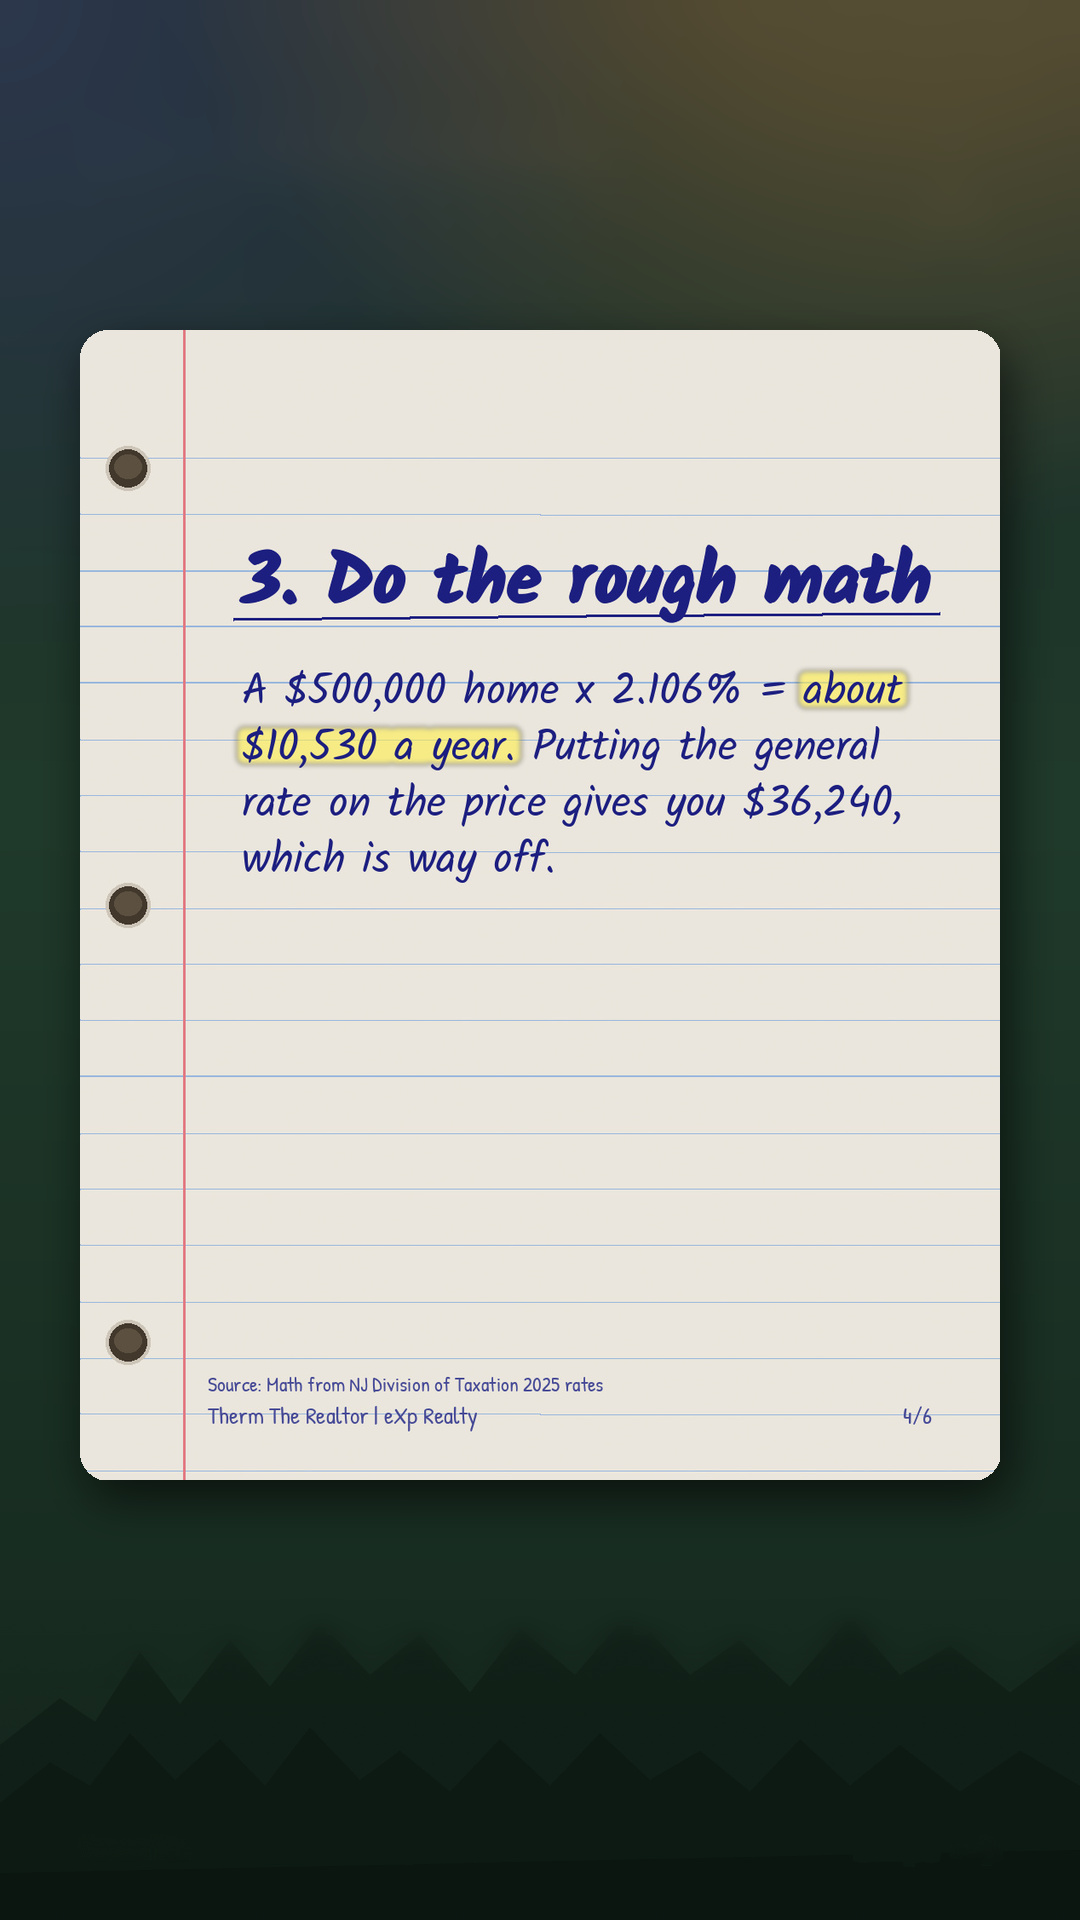 3. Do the rough math
A $500,000 home x 2.106% = about
$10,530 a year. Putting the general
rate on the price gives you $36,240,
which is way off.
Source: Math from NJ Division of Taxation 2025 rates
Therm The Realtor | eXp Realty
4/6